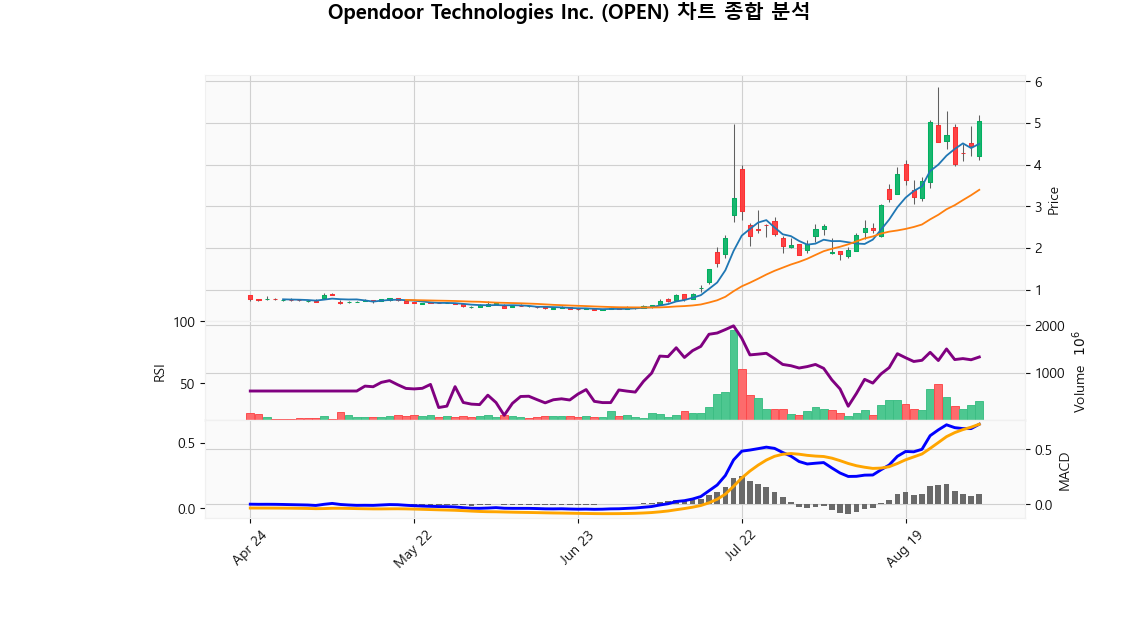 Opendoor Technologies Inc. (OPEN) 차트 종합 분석
6
5
4
3
2
1
Price
100
50
RSI
2000
1000
Volume 10^6
0.5
0.0
0.5
0.0
MACD
Apr 24
May 22
Jun 23
Jul 22
Aug 19